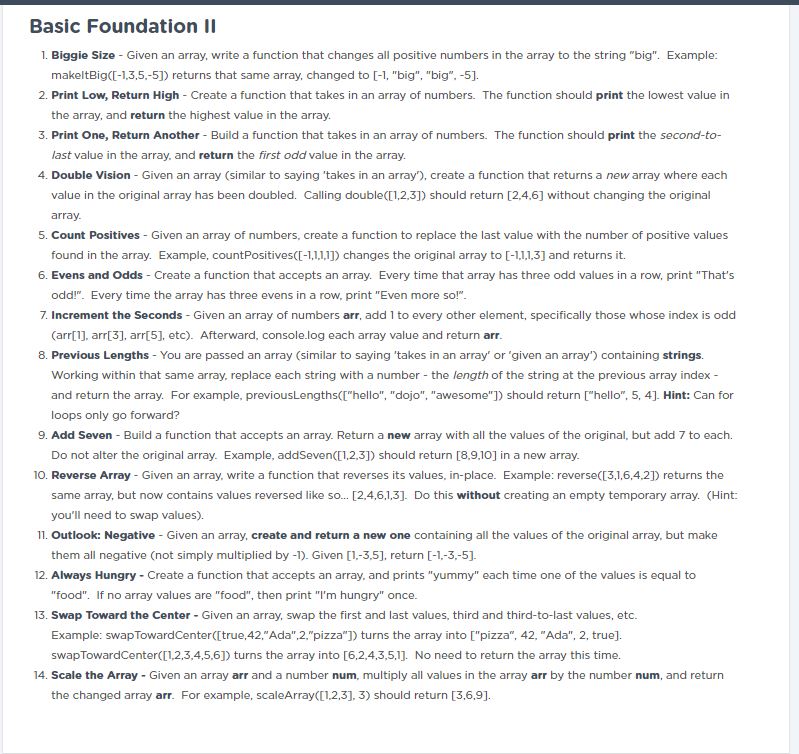 Basic Foundation II
1. Biggie Size - Given an array, write a function that changes all positive numbers in the array to the string "big".  Example:
makeItBig([-1,3,5,-5]) returns that same array, changed to [-1, "big", "big", -5].
2. Print Low, Return High - Create a function that takes in an array of numbers.  The function should print the lowest value in
the array, and return the highest value in the array.
3. Print One, Return Another - Build a function that takes in an array of numbers.  The function should print the second-to-
last value in the array, and return the first odd value in the array.
4. Double Vision - Given an array (similar to saying 'takes in an array'), create a function that returns a new array where each
value in the original array has been doubled.  Calling double([1,2,3]) should return [2,4,6] without changing the original
array.
5. Count Positives - Given an array of numbers, create a function to replace the last value with the number of positive values
found in the array.  Example, countPositives([-1,1,1,1]) changes the original array to [-1,1,1,3] and returns it.
6. Evens and Odds - Create a function that accepts an array.  Every time that array has three odd values in a row, print "That's
odd!".  Every time the array has three evens in a row, print "Even more so!".
7. Increment the Seconds - Given an array of numbers arr, add 1 to every other element, specifically those whose index is odd
(arr[1], arr[3], arr[5], etc).  Afterward, console.log each array value and return arr.
8. Previous Lengths - You are passed an array (similar to saying 'takes in an array' or 'given an array') containing strings.
Working within that same array, replace each string with a number - the length of the string at the previous array index -
and return the array.  For example, previousLengths(["hello", "dojo", "awesome"]) should return ["hello", 5, 4]. Hint: Can for
loops only go forward?
9. Add Seven - Build a function that accepts an array. Return a new array with all the values of the original, but add 7 to each.
Do not alter the original array.  Example, addSeven([1,2,3]) should return [8,9,10] in a new array.
10. Reverse Array - Given an array, write a function that reverses its values, in-place.  Example: reverse([3,1,6,4,2]) returns the
same array, but now contains values reversed like so... [2,4,6,1,3].  Do this without creating an empty temporary array.  (Hint:
you'll need to swap values).
11. Outlook: Negative - Given an array, create and return a new one containing all the values of the original array, but make
them all negative (not simply multiplied by -1). Given [1,-3,5], return [-1,-3,-5].
12. Always Hungry - Create a function that accepts an array, and prints "yummy" each time one of the values is equal to
"food".  If no array values are "food", then print "I'm hungry" once.
13. Swap Toward the Center - Given an array, swap the first and last values, third and third-to-last values, etc.
Example: swapTowardCenter([true,42,"Ada",2,"pizza"]) turns the array into ["pizza", 42, "Ada", 2, true].
swapTowardCenter([1,2,3,4,5,6]) turns the array into [6,2,4,3,5,1].  No need to return the array this time.
14. Scale the Array - Given an array arr and a number num, multiply all values in the array arr by the number num, and return
the changed array arr.  For example, scaleArray([1,2,3], 3) should return [3,6,9].